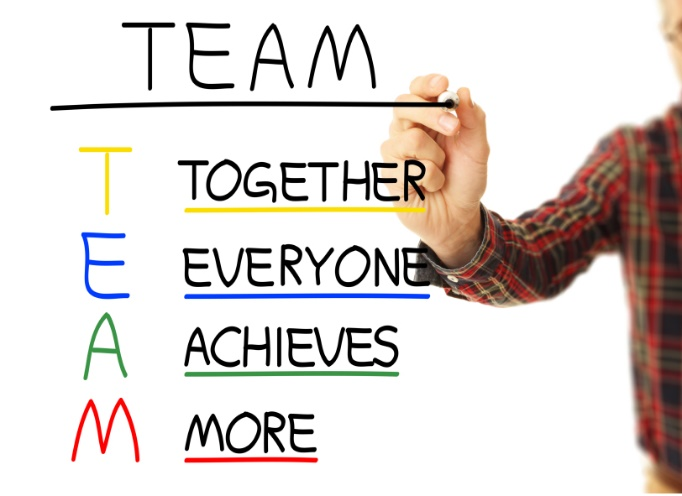 TEAM
T TOGETHER
E EVERYONE
A ACHIEVES
M MORE